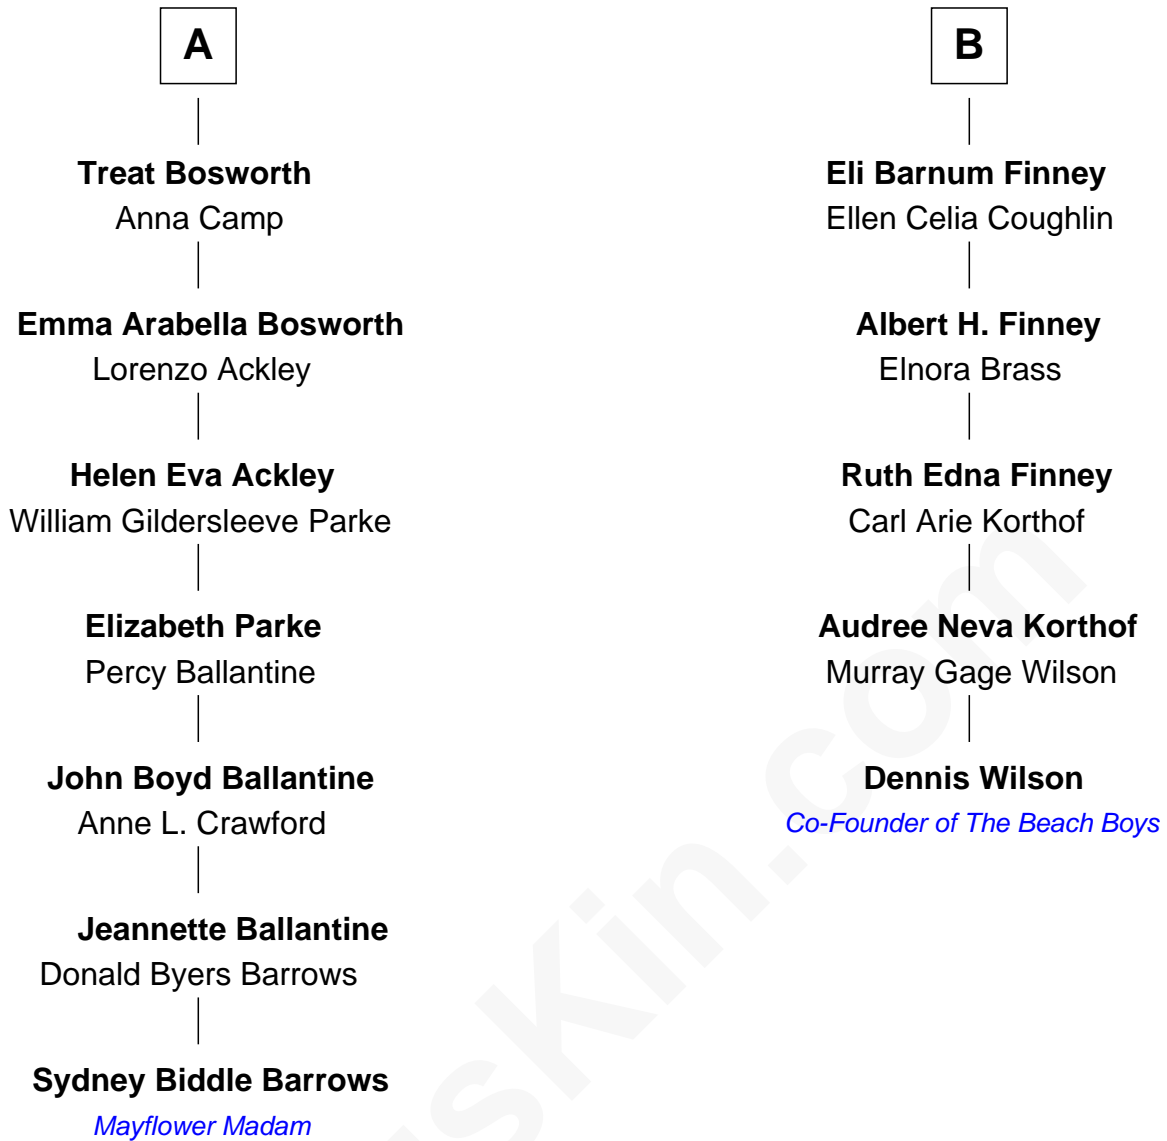 A
Treat Bosworth
Anna Camp
Emma Arabella Bosworth
Lorenzo Ackley
Helen Eva Ackley
William Gildersleeve Parke
Elizabeth Parke
Percy Ballantine
John Boyd Ballantine
Anne L. Crawford
Jeannette Ballantine
Donald Byers Barrows
Sydney Biddle Barrows
Mayflower Madam
B
Eli Barnum Finney
Ellen Celia Coughlin
Albert H. Finney
Elnora Brass
Ruth Edna Finney
Carl Arie Korthof
Audree Neva Korthof
Murray Gage Wilson
Dennis Wilson
Co-Founder of The Beach Boys